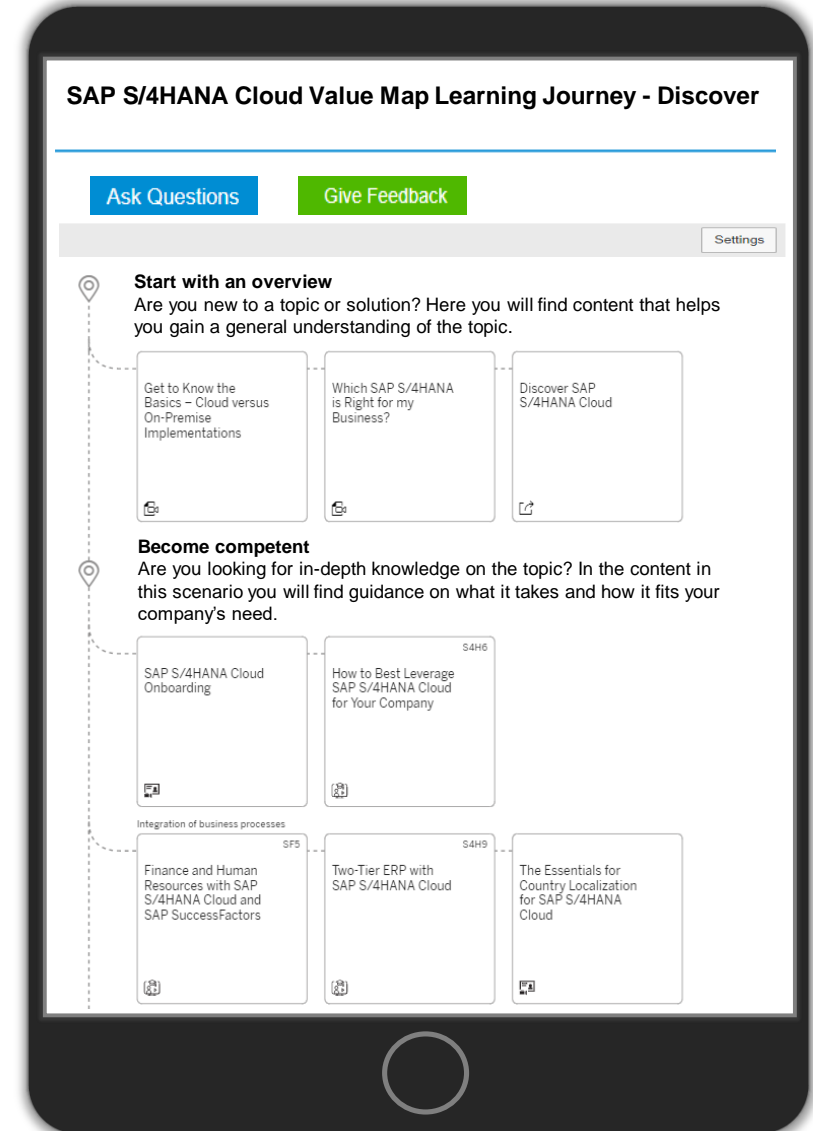 SAP S/4HANA Cloud Value Map Learning Journey - Discover
Ask Questions
Give Feedback
Settings
Start with an overview
Are you new to a topic or solution? Here you will find content that helps
you gain a general understanding of the topic.
Get to Know the
Basics – Cloud versus
On-Premise
Implementations
Which SAP S/4HANA
is Right for my
Business?
Discover SAP
S/4HANA Cloud
Become competent
Are you looking for in-depth knowledge on the topic? In the content in
this scenario you will find guidance on what it takes and how it fits your
company's need.
SAP S/4HANA Cloud
Onboarding
S4H6
How to Best Leverage
SAP S/4HANA Cloud
for Your Company
Integration of business processes
SF5
Finance and Human
Resources with SAP
S/4HANA Cloud and
SAP SuccessFactors
S4H9
Two-Tier ERP with
SAP S/4HANA Cloud
The Essentials for
Country Localization
for SAP S/4HANA
Cloud